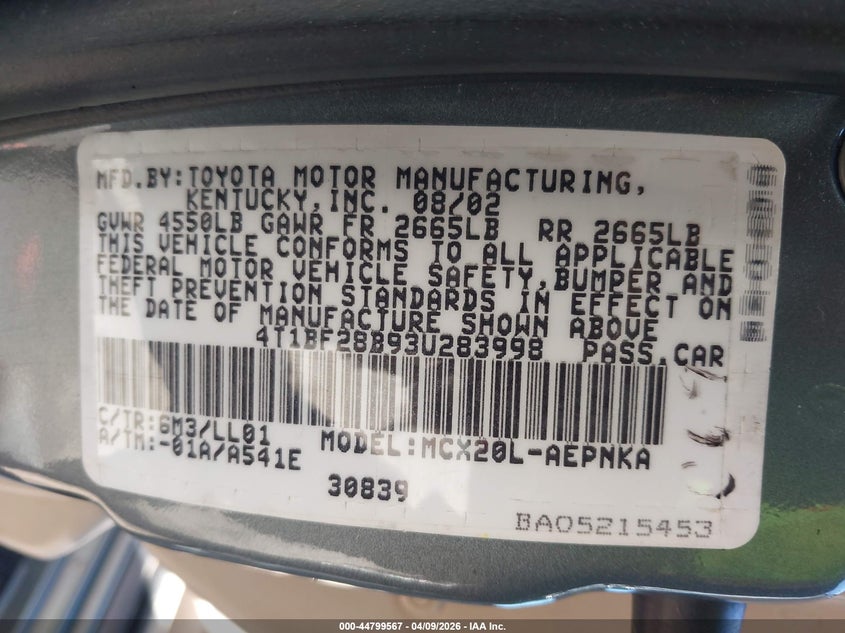 MFD.BY:TOYOTA MOTOR MANUFACTURING,
KENTUCKY,INC. 08/02
GVWR 4550LB GAWR FR 2665LB RR 2665LB
THIS VEHICLE CONFORMS TO ALL APPLICABLE
FEDERAL MOTOR VEHICLE SAFETY,BUMPER AND
THEFT PREVENTION STANDARDS IN EFFECT ON
THE DATE OF MANUFACTURE SHOWN ABOVE
4T1BF28B93U283998 PASS.CAR
C/TR:6M3/LL01 MODEL:MCX20L-AEPNKA
A/TM:-01A/A541E
30839
BA05215453
000-44799567 | 04/09/2026 - IAA Inc.